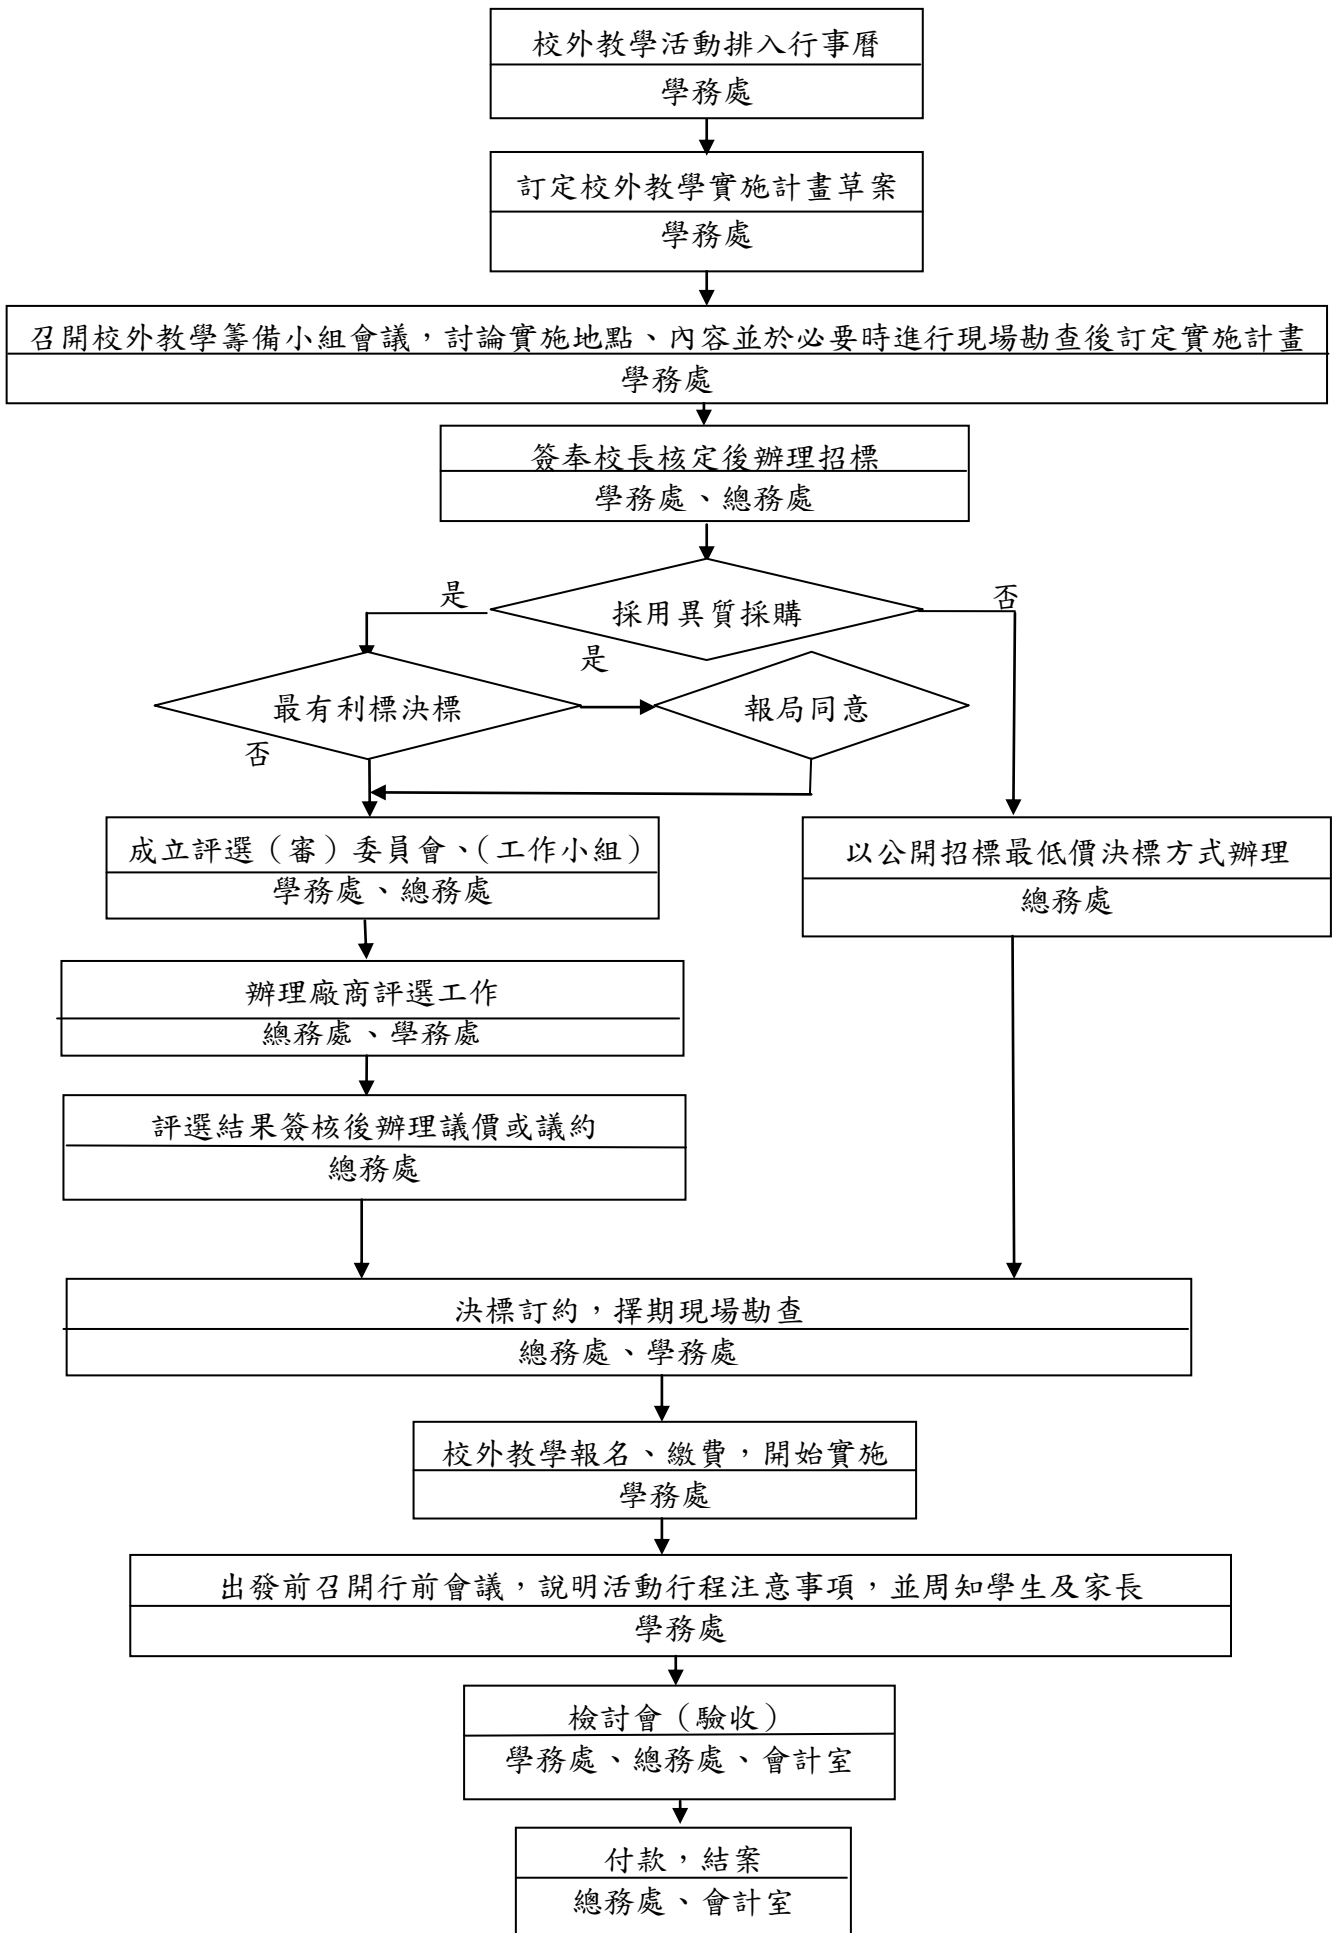 校外教學活動排入行事曆
學務處
訂定校外教學實施計畫草案
學務處
召開校外教學籌備小組會議，討論實施地點、內容並於必要時進行現場勘查後訂定實施計畫
學務處
簽奉校長核定後辦理招標
學務處、總務處
採用異質採購
是
否
最有利標決標
是
報局同意
否
成立評選（審）委員會、（工作小組）
學務處、總務處
以公開招標最低價決標方式辦理
總務處
辦理廠商評選工作
總務處、學務處
評選結果簽核後辦理議價或議約
總務處
決標訂約，擇期現場勘查
總務處、學務處
校外教學報名、繳費，開始實施
學務處
出發前召開行前會議，說明活動行程注意事項，並周知學生及家長
學務處
檢討會（驗收）
學務處、總務處、會計室
付款，結案
總務處、會計室